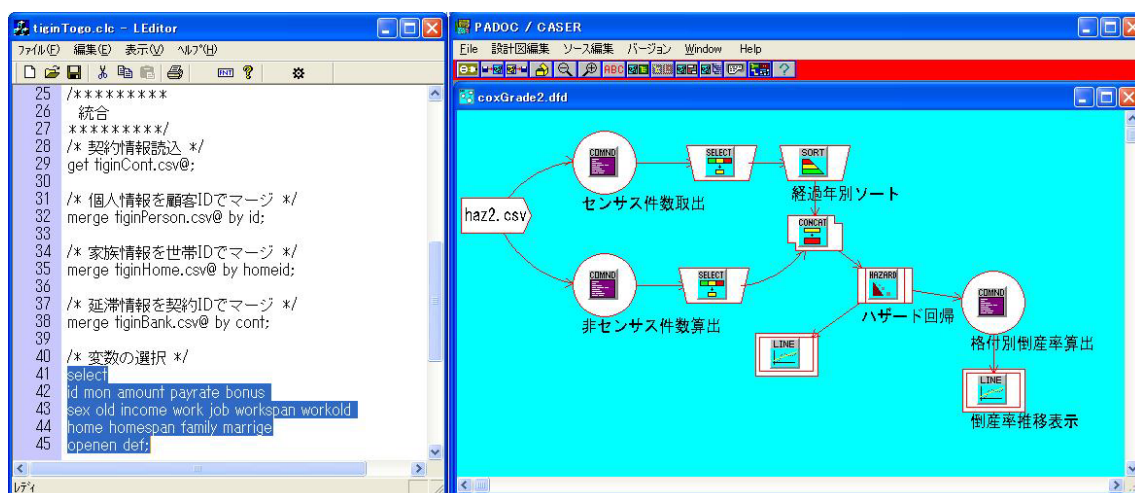 tiginTogo.clc - LEditor
ファイル(F) 編集(E) 表示(V) ヘルプ(H)
25 /*********
26 統合
27 *********/
28 /* 契約情報読込 */
29 get tiginCont.csv@;
30
31 /* 個人情報を顧客IDでマージ */
32 merge tiginPerson.csv@ by id;
33
34 /* 家族情報を世帯IDでマージ */
35 merge tiginHome.csv@ by homeid;
36
37 /* 延滞情報を契約IDでマージ */
38 merge tiginBank.csv@ by cont;
39
40 /* 変数の選択 */
41 select
42 id mon amount payrate bonus
43 sex old income work job workspan workold
44 home homespan family marrige
45 openen def;
レディ
PADOC / CASER
File 設計図編集 ソース編集 バージョン Window Help
ABC
coxGrade2.dfd
COMND
SELECT
SORT
センサス件数取出
経過年別ソート
haz2.csv
CONCAT
COMND
SELECT
非センサス件数算出
HAZARD
ハザード回帰
COMND
格付別倒産率算出
LINE
LINE
倒産率推移表示